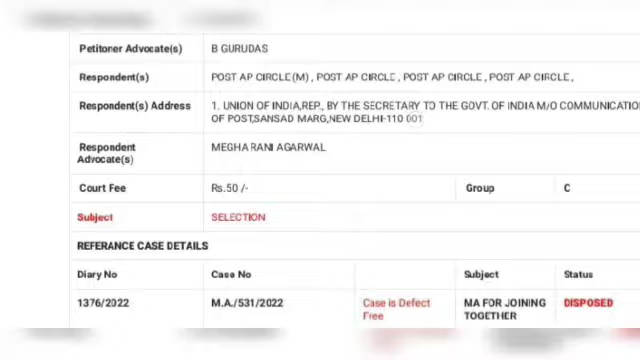 Petitoner Advocate(s) B GURUDAS
Respondent(s) POST AP CIRCLE (M) , POST AP CIRCLE , POST AP CIRCLE , POST AP CIRCLE ,
Respondent(s) Address 1. UNION OF INDIA,REP., BY THE SECRETARY TO THE GOVT. OF INDIA M/O COMMUNICATIO
OF POST,SANSAD MARG,NEW DELHI-110 001
Respondent MEGHA RANI AGARWAL
Advocate(s)
Court Fee Rs.50 /- Group C
Subject SELECTION
REFERANCE CASE DETAILS
Diary No Case No Subject Status
1376/2022 M.A./531/2022 Case is Defect MA FOR JOINING DISPOSED
Free TOGETHER